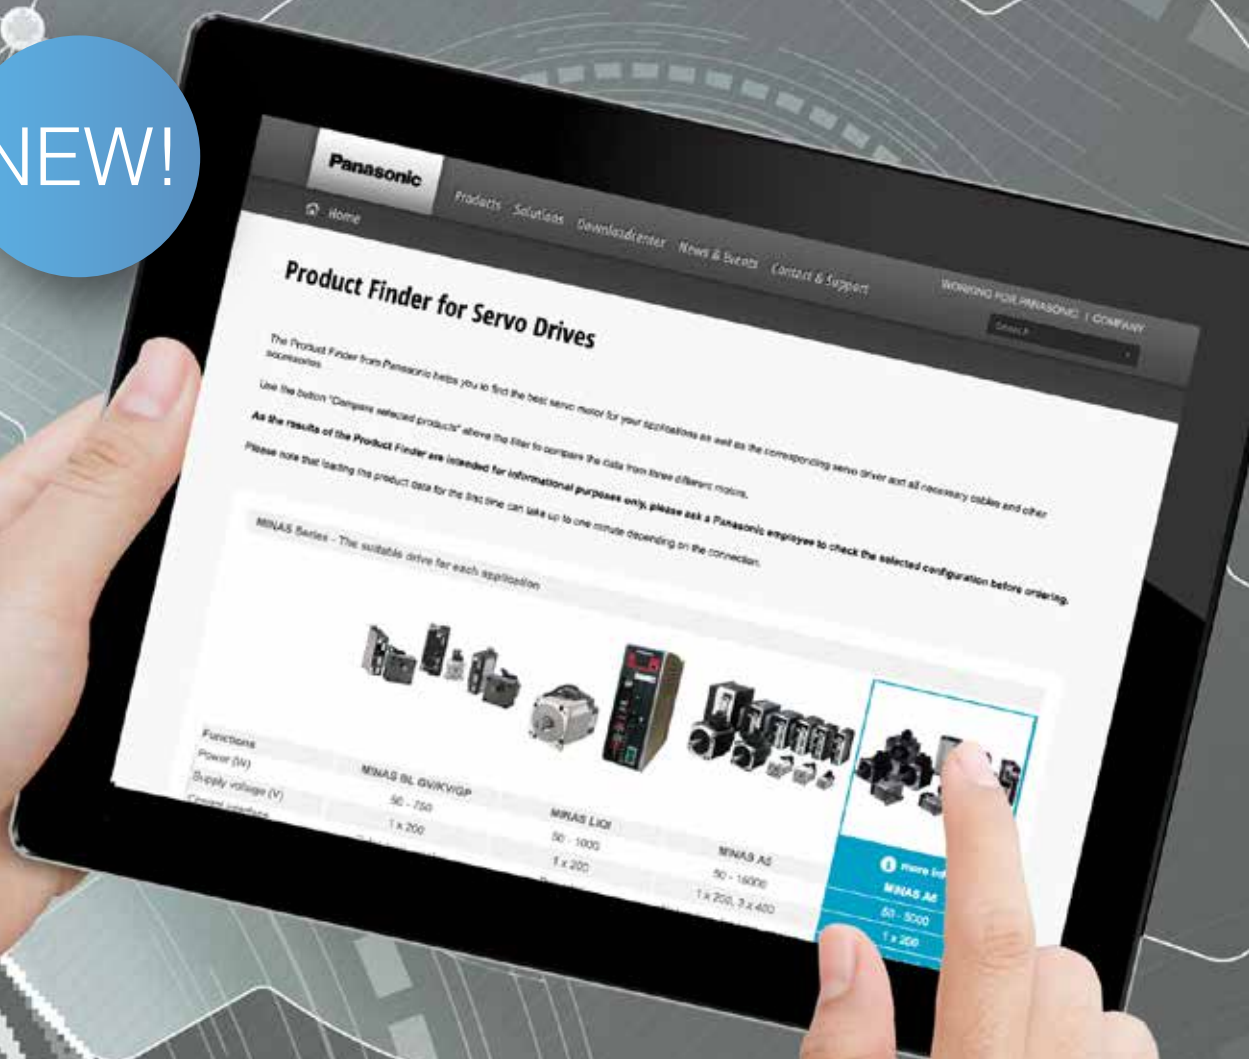 NEW!
Panasonic
Products Solutions Downloadcenter News & Events Contact & Support
WORKING FOR PANASONIC | COMPANY
Search
Home
Product Finder for Servo Drives
The Product Finder from Panasonic helps you to find the best servo motor for your applications as well as the corresponding servo driver and all necessary cables and other
accessories.
Use the button "Compare selected products" above the filter to compare the data from three different motors.
As the results of the Product Finder are intended for informational purposes only, please ask a Panasonic employee to check the selected configuration before ordering.
Please note that loading the product data for the first time can take up to one minute depending on the connection.
MINAS Series - The suitable drive for each application
more
Functions MINAS BL GV/KV/GP MINAS LIQI MINAS A5 MINAS A6
Power (W) 50 - 750 50 - 1000 50 - 15000 50 - 5000
Supply voltage (V) 1 x 200 1 x 200 1 x 200, 3 x 400 1 x 200